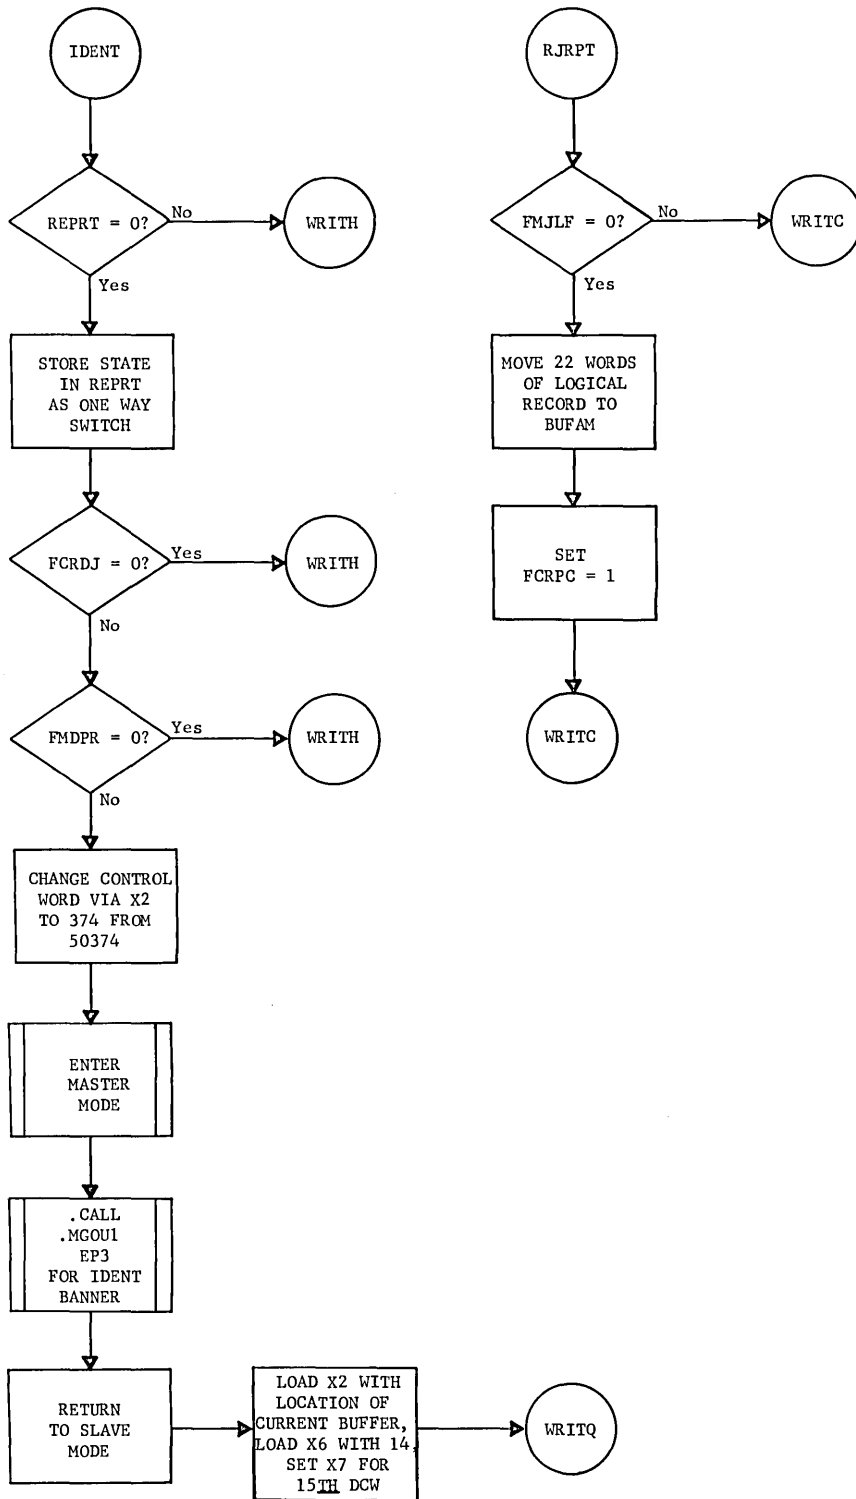 IDENT
REPRT = 0?
No
WRITH
Yes
STORE STATE
IN REPRT
AS ONE WAY
SWITCH
FCRDJ = 0?
Yes
WRITH
No
FMDPR = 0?
Yes
WRITH
No
CHANGE CONTROL
WORD VIA X2
TO 374 FROM
50374
ENTER
MASTER
MODE
.CALL
.MGOU1
EP3
FOR IDENT
BANNER
RETURN
TO SLAVE
MODE
LOAD X2 WITH
LOCATION OF
CURRENT BUFFER,
LOAD X6 WITH 14,
SET X7 FOR
15TH DCW
WRITQ
RJRPT
FMJLF = 0?
No
WRITC
Yes
MOVE 22 WORDS
OF LOGICAL
RECORD TO
BUFAM
SET
FCRPC = 1
WRITC